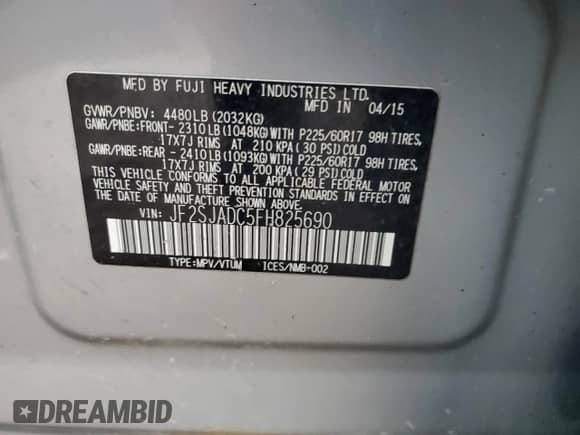 MFD BY FUJI HEAVY INDUSTRIES LTD.
MFD IN 04/15
GVWR/PNBV: 4480LB(2032KG)
GAWR/PNBE:FRONT- 2310LB(1048KG)WITH P225/60R17 98H TIRES,
17X7J RIMS AT 210 KPA(30 PSI)COLD
GAWR/PNBE:REAR - 2410LB(1093KG)WITH P225/60R17 98H TIRES,
17X7J RIMS AT 200 KPA(29 PSI)COLD
THIS VEHICLE CONFORMS TO ALL APPLICABLE FEDERAL MOTOR
VEHICLE SAFETY AND THEFT PREVENTION STANDARDS IN EFFECT ON
THE DATE OF MANUFACTURE SHOWN ABOVE.
VIN: JF2SJADC5FH825690
TYPE:MPV/VTUM ICES/NMB-002
DREAMBID